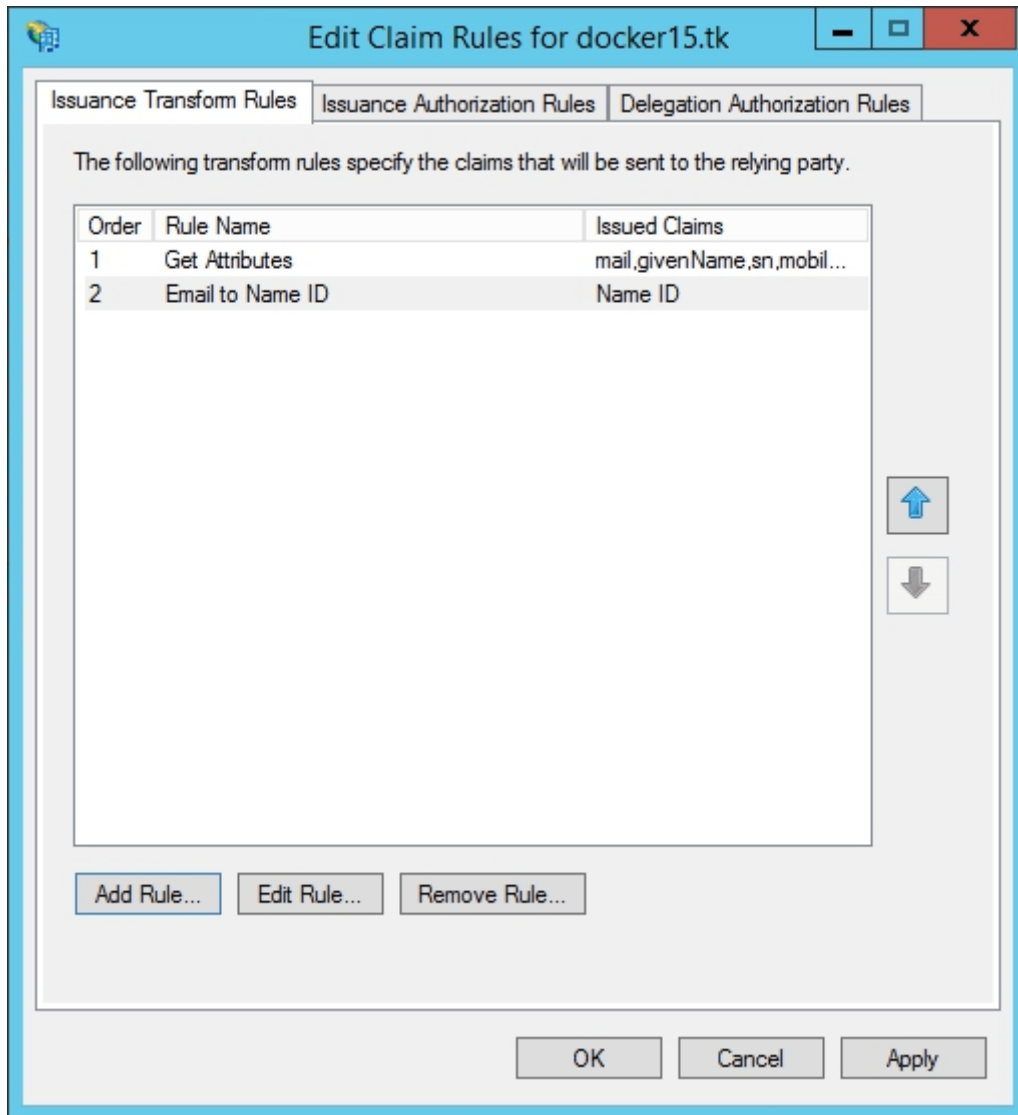 Edit Claim Rules for docker15.tk
Issuance Transform Rules Issuance Authorization Rules Delegation Authorization Rules
The following transform rules specify the claims that will be sent to the relying party.
Order Rule Name Issued Claims
1 Get Attributes mail,givenName,sn,mobil...
2 Email to Name ID Name ID
Add Rule... Edit Rule... Remove Rule...
OK Cancel Apply